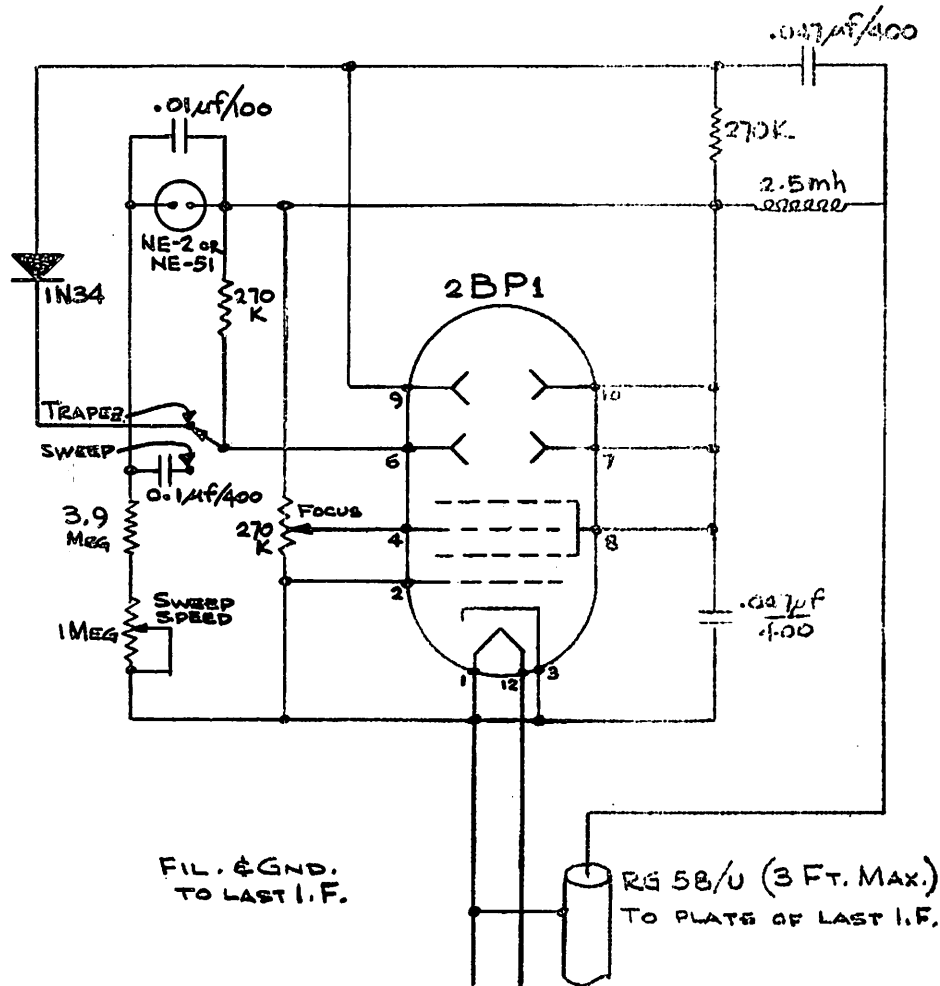 .047µf/400
.01µf/100
270K
2.5mh
NE-2 OR
NE-51
1N34
270
K
2BP1
9
10
TRAPEZ
6
7
SWEEP
0.1µf/400
3.9
MEG
FOCUS
270
K
4
8
2
.047µf
400
SWEEP
SPEED
1MEG
1
12
3
FIL. & GND.
TO LAST I.F.
RG 58/U (3 FT. MAX.)
TO PLATE OF LAST I.F.